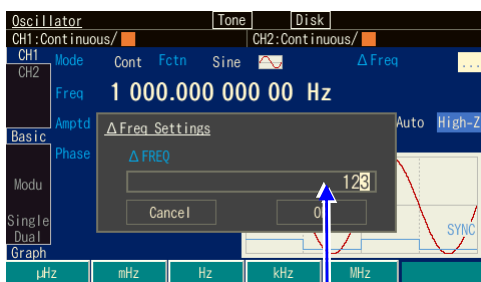 Oscillator Tone Disk
CH1:Continuous/ CH2:Continuous/
CH1 Mode Cont Fctn Sine ΔFreq ...
CH2
Freq 1 000.000 000 00 Hz
Amptd Auto High-Z
Basic
ΔFreq Settings
Phase ΔFREQ
Modu 123
Cancel
Single
Dual SYNC
Graph
μHz mHz Hz kHz MHz